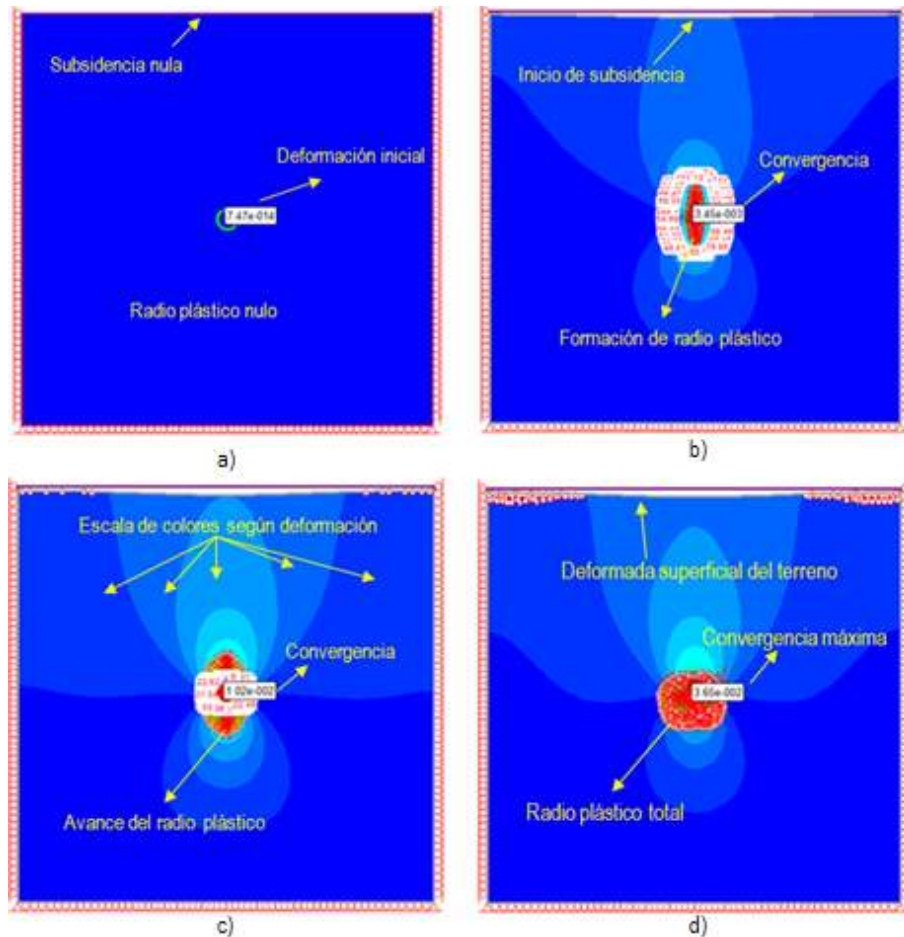 Subsidencia nula
Deformación inicial
7.47e-014
Radio plástico nulo
a)
Inicio de subsidencia
Convergencia
3.45e-003
Formación de radio plástico
b)
Escala de colores según deformación
Convergencia
1.02e-002
Avance del radio plástico
c)
Deformada superficial del terreno
Convergencia máxima
3.65e-002
Radio plástico total
d)